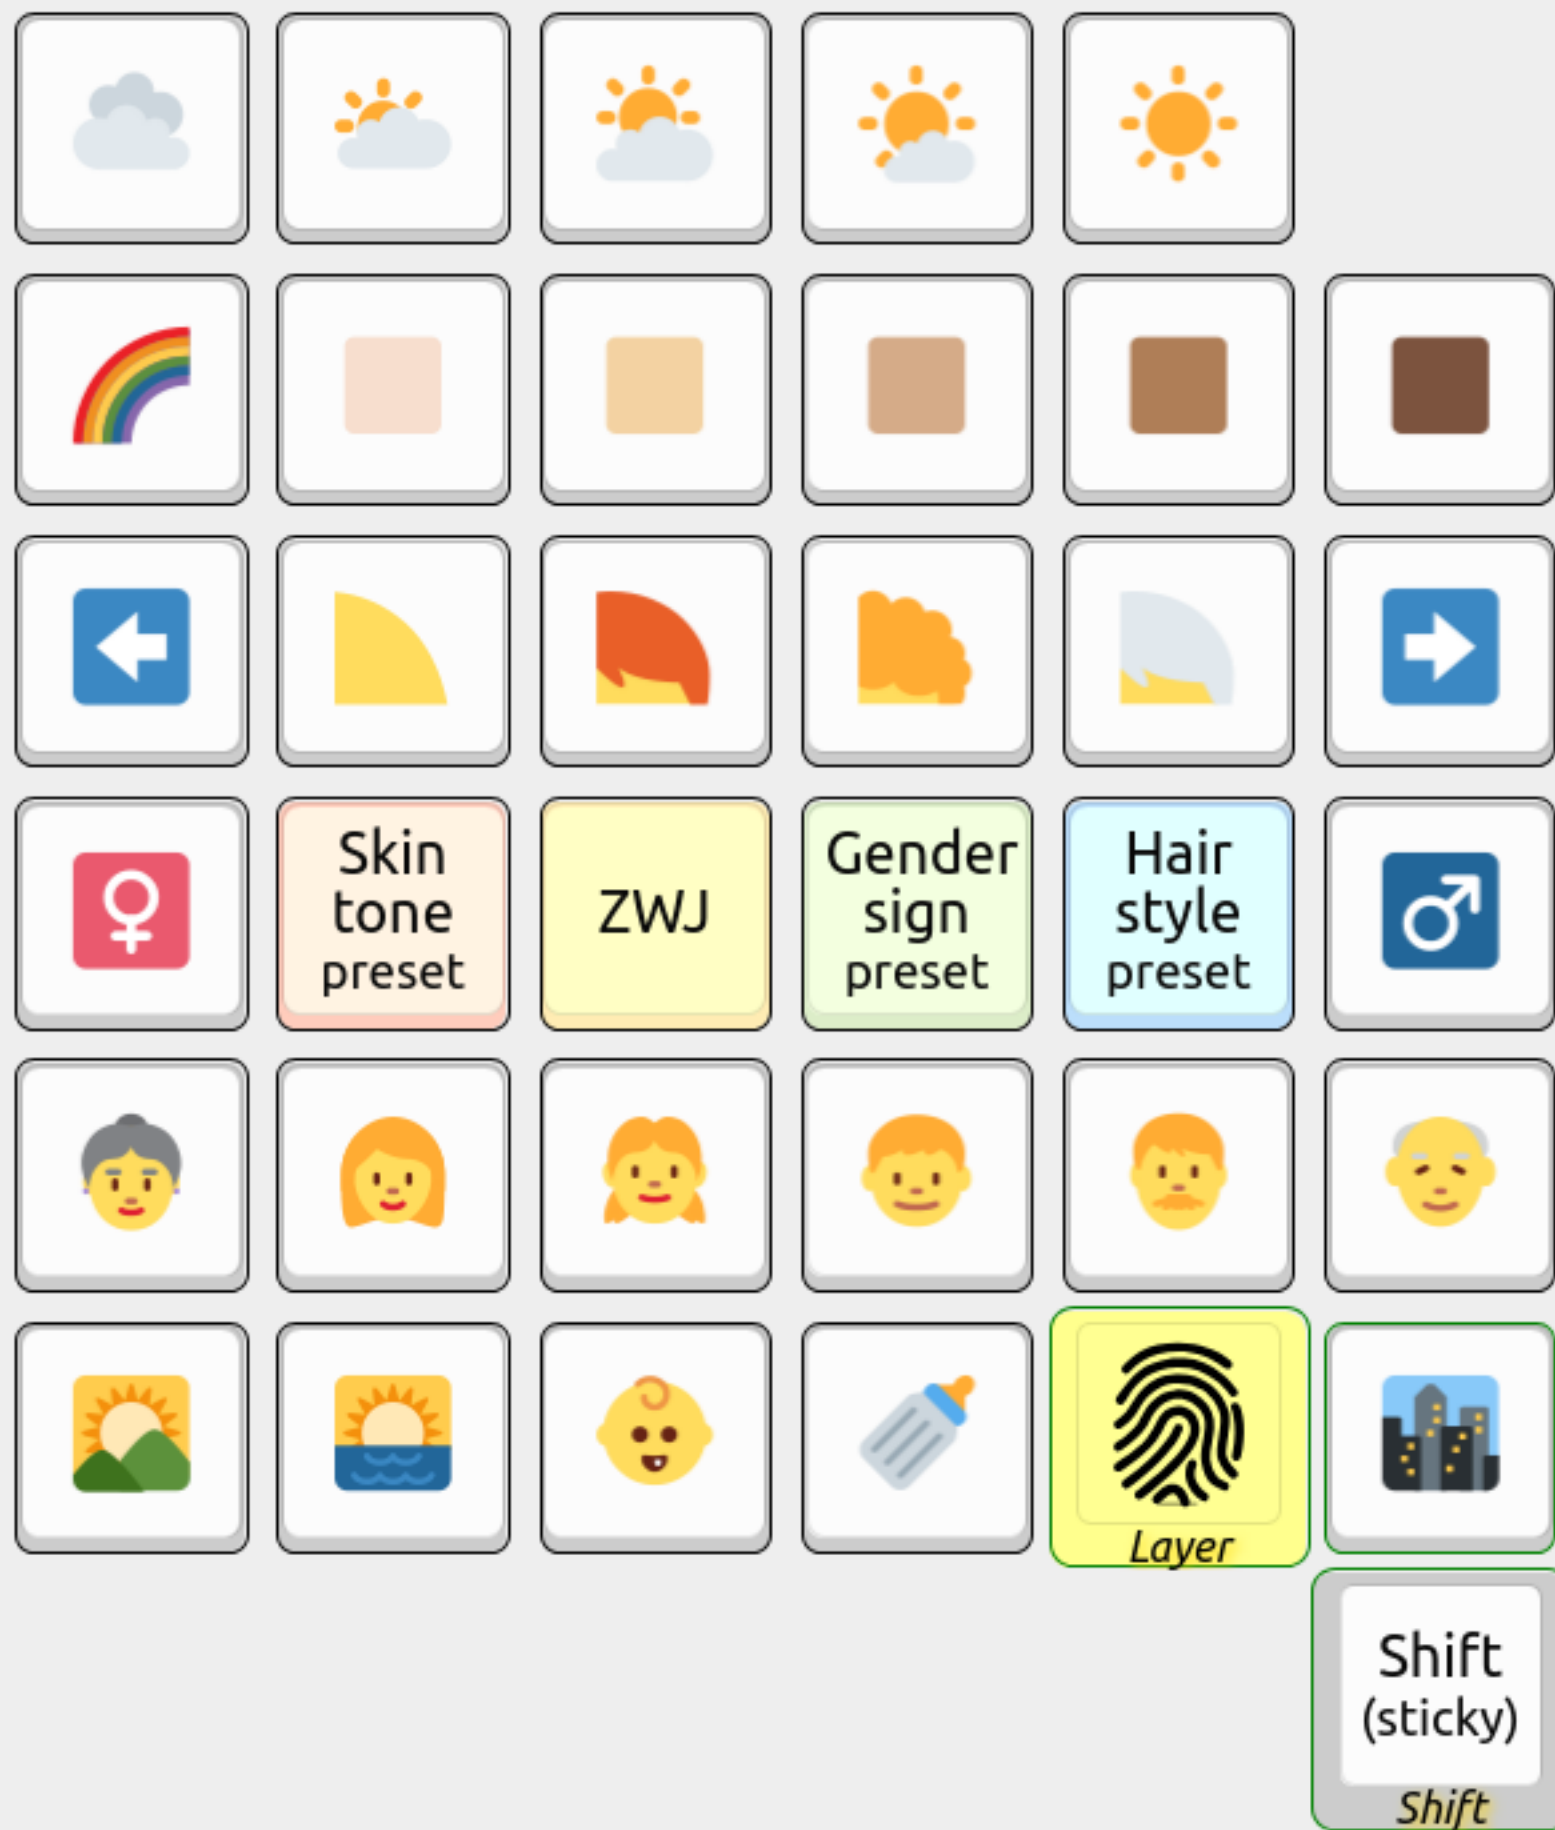 Skin
tone
preset
ZWJ
Gender
sign
preset
Hair
style
preset
Layer
Shift
(sticky)
Shift